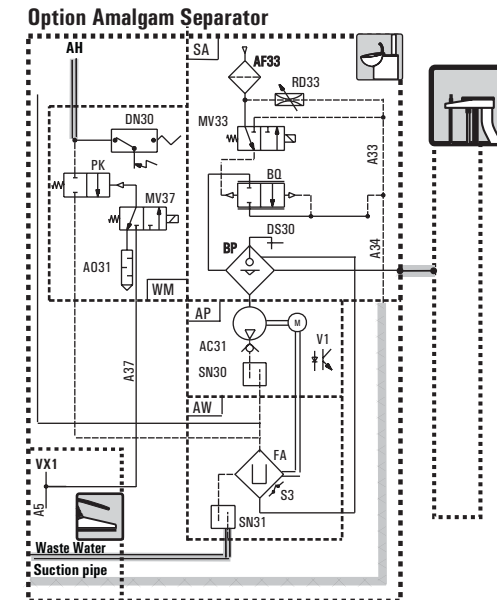 Option Amalgam Separator
AH
SA
AF33
RD33
DN30
MV33
A33
PK
BQ
MV37
DS30
A34
BP
AO31
WM
AP
M
V1
AC31
SN30
A37
AW
VX1
FA
S3
A5
SN31
Waste Water
Suction pipe